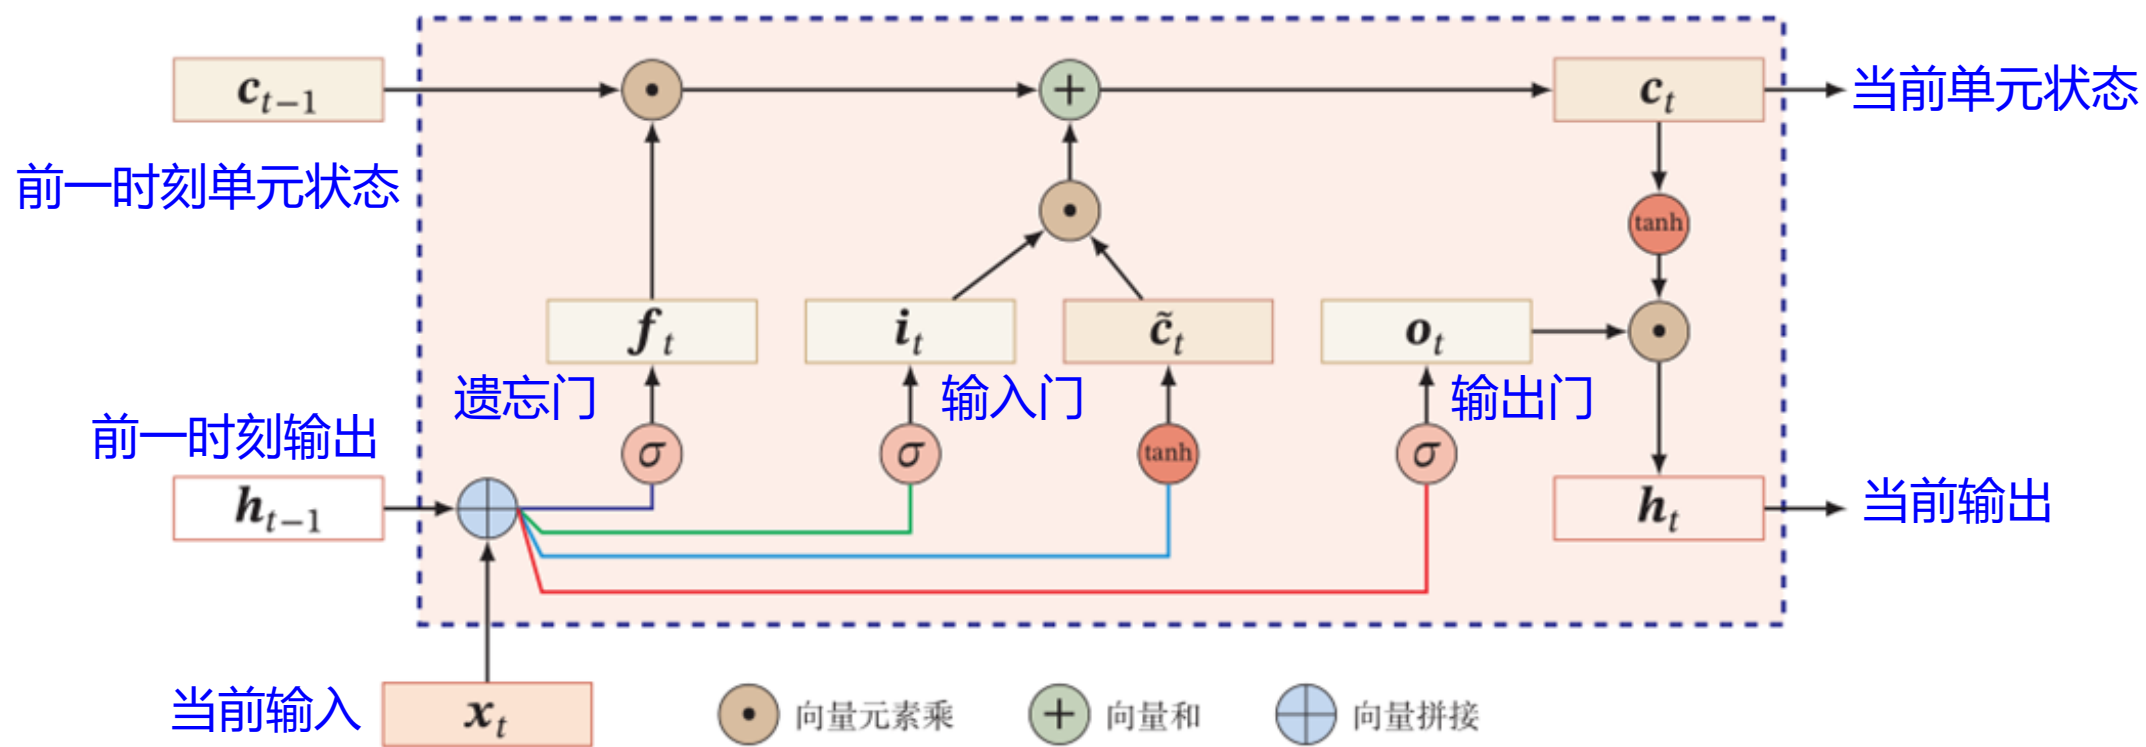 c_{t−1}
c_t
当前单元状态
前一时刻单元状态
tanh
f_t
i_t
c̃_t
o_t
遗忘门
输入门
输出门
前一时刻输出
σ
σ
tanh
σ
h_{t−1}
h_t
当前输出
当前输入
x_t
向量元素乘
向量和
向量拼接